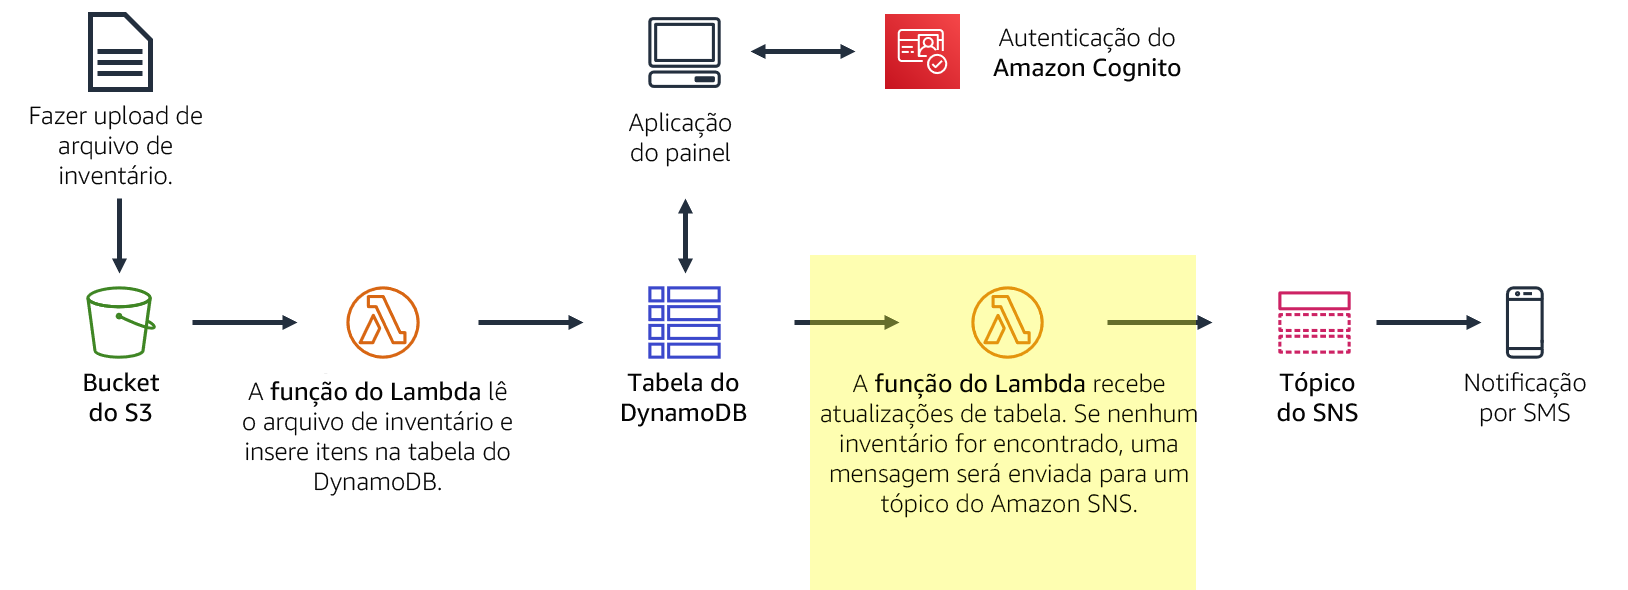 Fazer upload de
arquivo de
inventário.
Aplicação
do painel
Autenticação do
Amazon Cognito
Bucket
do S3
A função do Lambda lê
o arquivo de inventário e
insere itens na tabela do
DynamoDB.
Tabela do
DynamoDB
A função do Lambda recebe
atualizações de tabela. Se nenhum
inventário for encontrado, uma
mensagem será enviada para um
tópico do Amazon SNS.
Tópico
do SNS
Notificação
por SMS